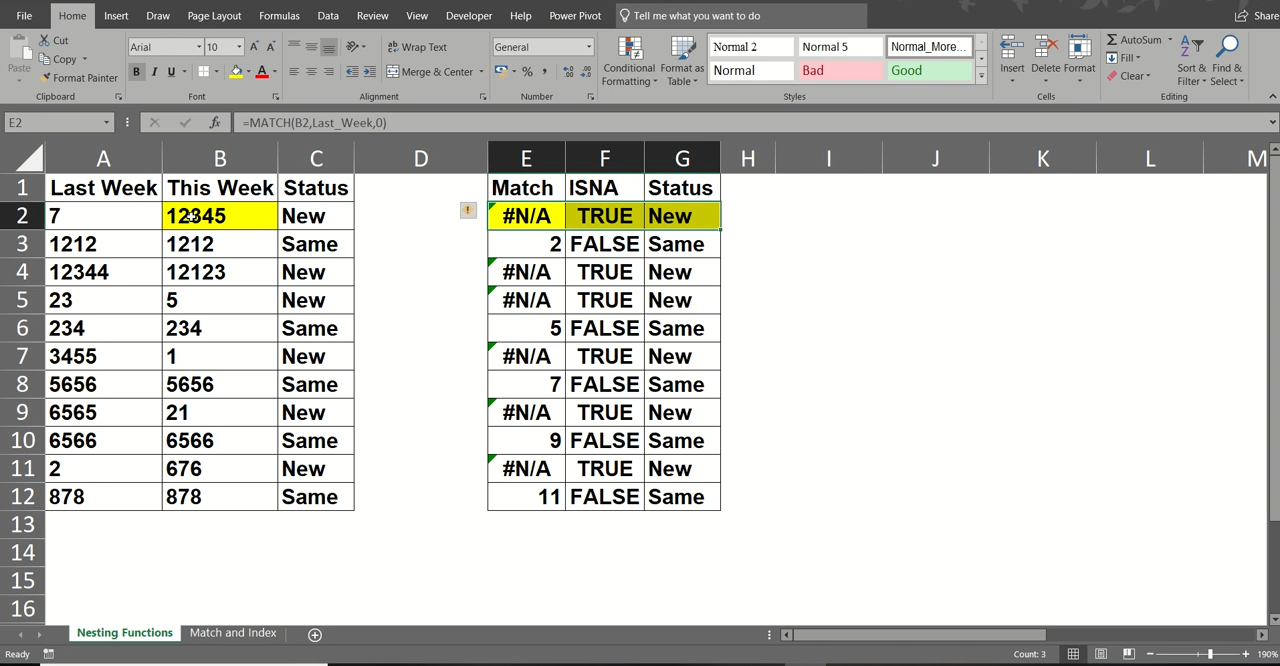 File Home Insert Draw Page Layout Formulas Data Review View Developer Help Power Pivot Tell me what you want to do Share
Paste Cut Copy Format Painter Clipboard
Arial 10 A A B I U A Font
ab Wrap Text Merge & Center Alignment
General % , Number
Conditional Formatting Format as Table Normal 2 Normal 5 Normal_More... Normal Bad Good Styles
Insert Delete Format Cells
AutoSum Fill Clear Sort & Filter Find & Select Editing
E2 fx =MATCH(B2,Last_Week,0)
A B C D E F G H I J K L M
1 Last Week This Week Status Match ISNA Status
2 7 12345 New #N/A TRUE New
3 1212 1212 Same 2 FALSE Same
4 12344 12123 New #N/A TRUE New
5 23 5 New #N/A TRUE New
6 234 234 Same 5 FALSE Same
7 3455 1 New #N/A TRUE New
8 5656 5656 Same 7 FALSE Same
9 6565 21 New #N/A TRUE New
10 6566 6566 Same 9 FALSE Same
11 2 676 New #N/A TRUE New
12 878 878 Same 11 FALSE Same
13
14
15
16
Nesting Functions Match and Index
Ready Count: 3 190%